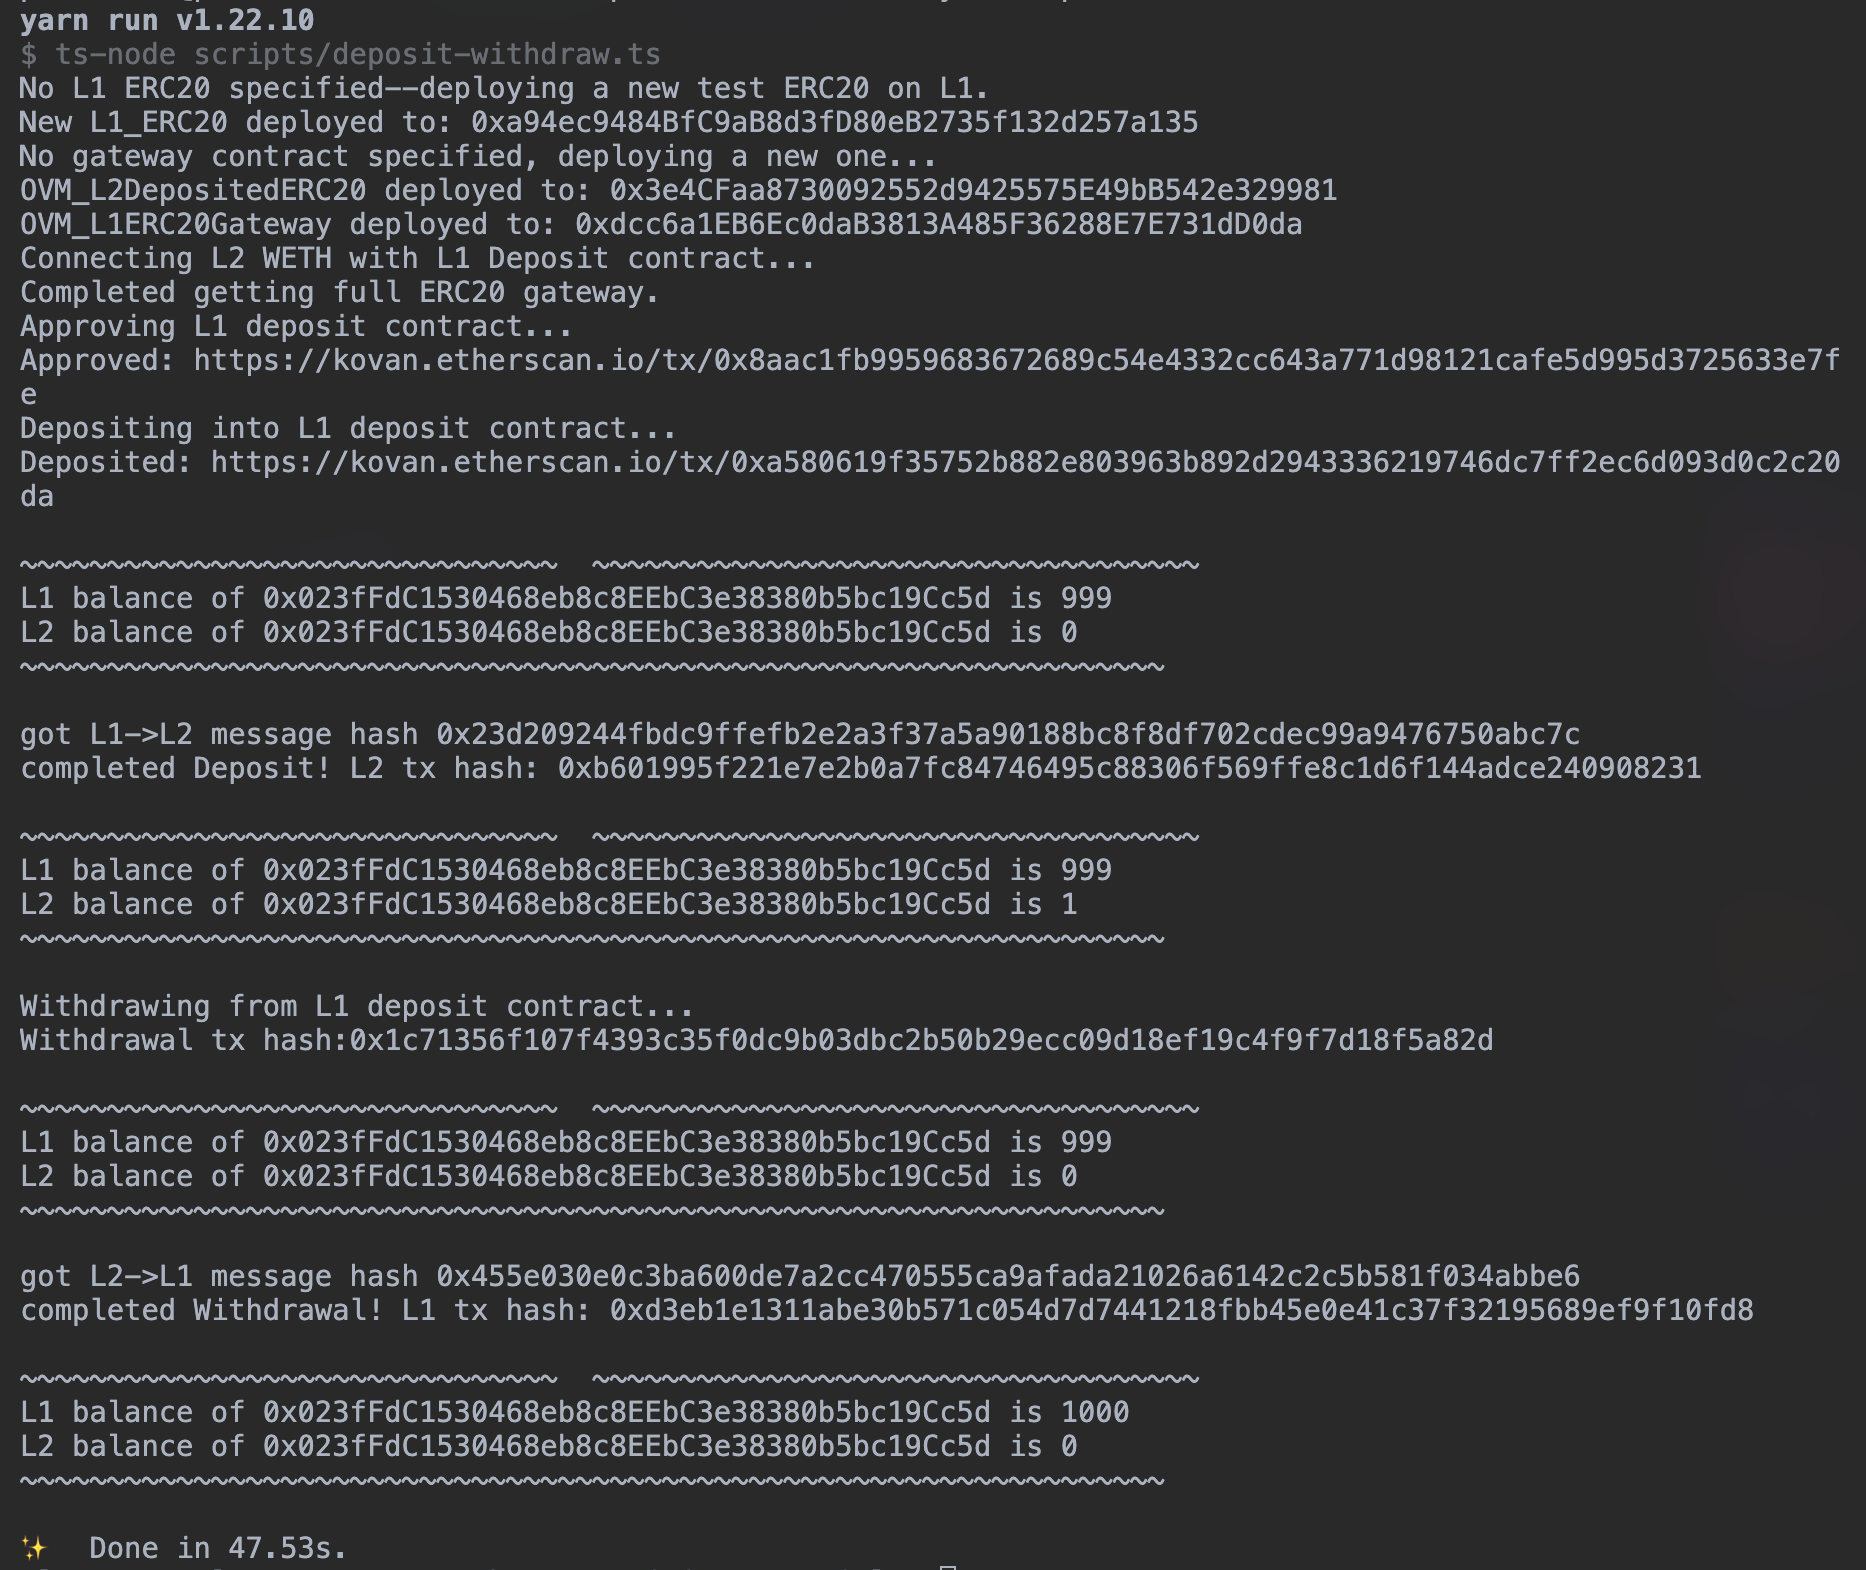 yarn run v1.22.10
$ ts-node scripts/deposit-withdraw.ts
No L1 ERC20 specified--deploying a new test ERC20 on L1.
New L1_ERC20 deployed to: 0xa94ec9484BfC9aB8d3fD80eB2735f132d257a135
No gateway contract specified, deploying a new one...
OVM_L2DepositedERC20 deployed to: 0x3e4CFaa8730092552d9425575E49bB542e329981
OVM_L1ERC20Gateway deployed to: 0xdcc6a1EB6Ec0daB3813A485F36288E7E731dD0da
Connecting L2 WETH with L1 Deposit contract...
Completed getting full ERC20 gateway.
Approving L1 deposit contract...
Approved: https://kovan.etherscan.io/tx/0x8aac1fb9959683672689c54e4332cc643a771d98121cafe5d995d3725633e7f
e
Depositing into L1 deposit contract...
Deposited: https://kovan.etherscan.io/tx/0xa580619f35752b882e803963b892d2943336219746dc7ff2ec6d093d0c2c20
da
~~~~~~~~~~~~~~~~~~~~~~~~~~~~~~~  ~~~~~~~~~~~~~~~~~~~~~~~~~~~~~~~~~~~
L1 balance of 0x023fFdC1530468eb8c8EEbC3e38380b5bc19Cc5d is 999
L2 balance of 0x023fFdC1530468eb8c8EEbC3e38380b5bc19Cc5d is 0
~~~~~~~~~~~~~~~~~~~~~~~~~~~~~~~~~~~~~~~~~~~~~~~~~~~~~~~~~~~~~~~~~~
got L1->L2 message hash 0x23d209244fbdc9ffefb2e2a3f37a5a90188bc8f8df702cdec99a9476750abc7c
completed Deposit! L2 tx hash: 0xb601995f221e7e2b0a7fc84746495c88306f569ffe8c1d6f144adce240908231
~~~~~~~~~~~~~~~~~~~~~~~~~~~~~~~  ~~~~~~~~~~~~~~~~~~~~~~~~~~~~~~~~~~~
L1 balance of 0x023fFdC1530468eb8c8EEbC3e38380b5bc19Cc5d is 999
L2 balance of 0x023fFdC1530468eb8c8EEbC3e38380b5bc19Cc5d is 1
~~~~~~~~~~~~~~~~~~~~~~~~~~~~~~~~~~~~~~~~~~~~~~~~~~~~~~~~~~~~~~~~~~
Withdrawing from L1 deposit contract...
Withdrawal tx hash:0x1c71356f107f4393c35f0dc9b03dbc2b50b29ecc09d18ef19c4f9f7d18f5a82d
~~~~~~~~~~~~~~~~~~~~~~~~~~~~~~~  ~~~~~~~~~~~~~~~~~~~~~~~~~~~~~~~~~~~
L1 balance of 0x023fFdC1530468eb8c8EEbC3e38380b5bc19Cc5d is 999
L2 balance of 0x023fFdC1530468eb8c8EEbC3e38380b5bc19Cc5d is 0
~~~~~~~~~~~~~~~~~~~~~~~~~~~~~~~~~~~~~~~~~~~~~~~~~~~~~~~~~~~~~~~~~~
got L2->L1 message hash 0x455e030e0c3ba600de7a2cc470555ca9afada21026a6142c2c5b581f034abbe6
completed Withdrawal! L1 tx hash: 0xd3eb1e1311abe30b571c054d7d7441218fbb45e0e41c37f32195689ef9f10fd8
~~~~~~~~~~~~~~~~~~~~~~~~~~~~~~~  ~~~~~~~~~~~~~~~~~~~~~~~~~~~~~~~~~~~
L1 balance of 0x023fFdC1530468eb8c8EEbC3e38380b5bc19Cc5d is 1000
L2 balance of 0x023fFdC1530468eb8c8EEbC3e38380b5bc19Cc5d is 0
~~~~~~~~~~~~~~~~~~~~~~~~~~~~~~~~~~~~~~~~~~~~~~~~~~~~~~~~~~~~~~~~~~
✨  Done in 47.53s.